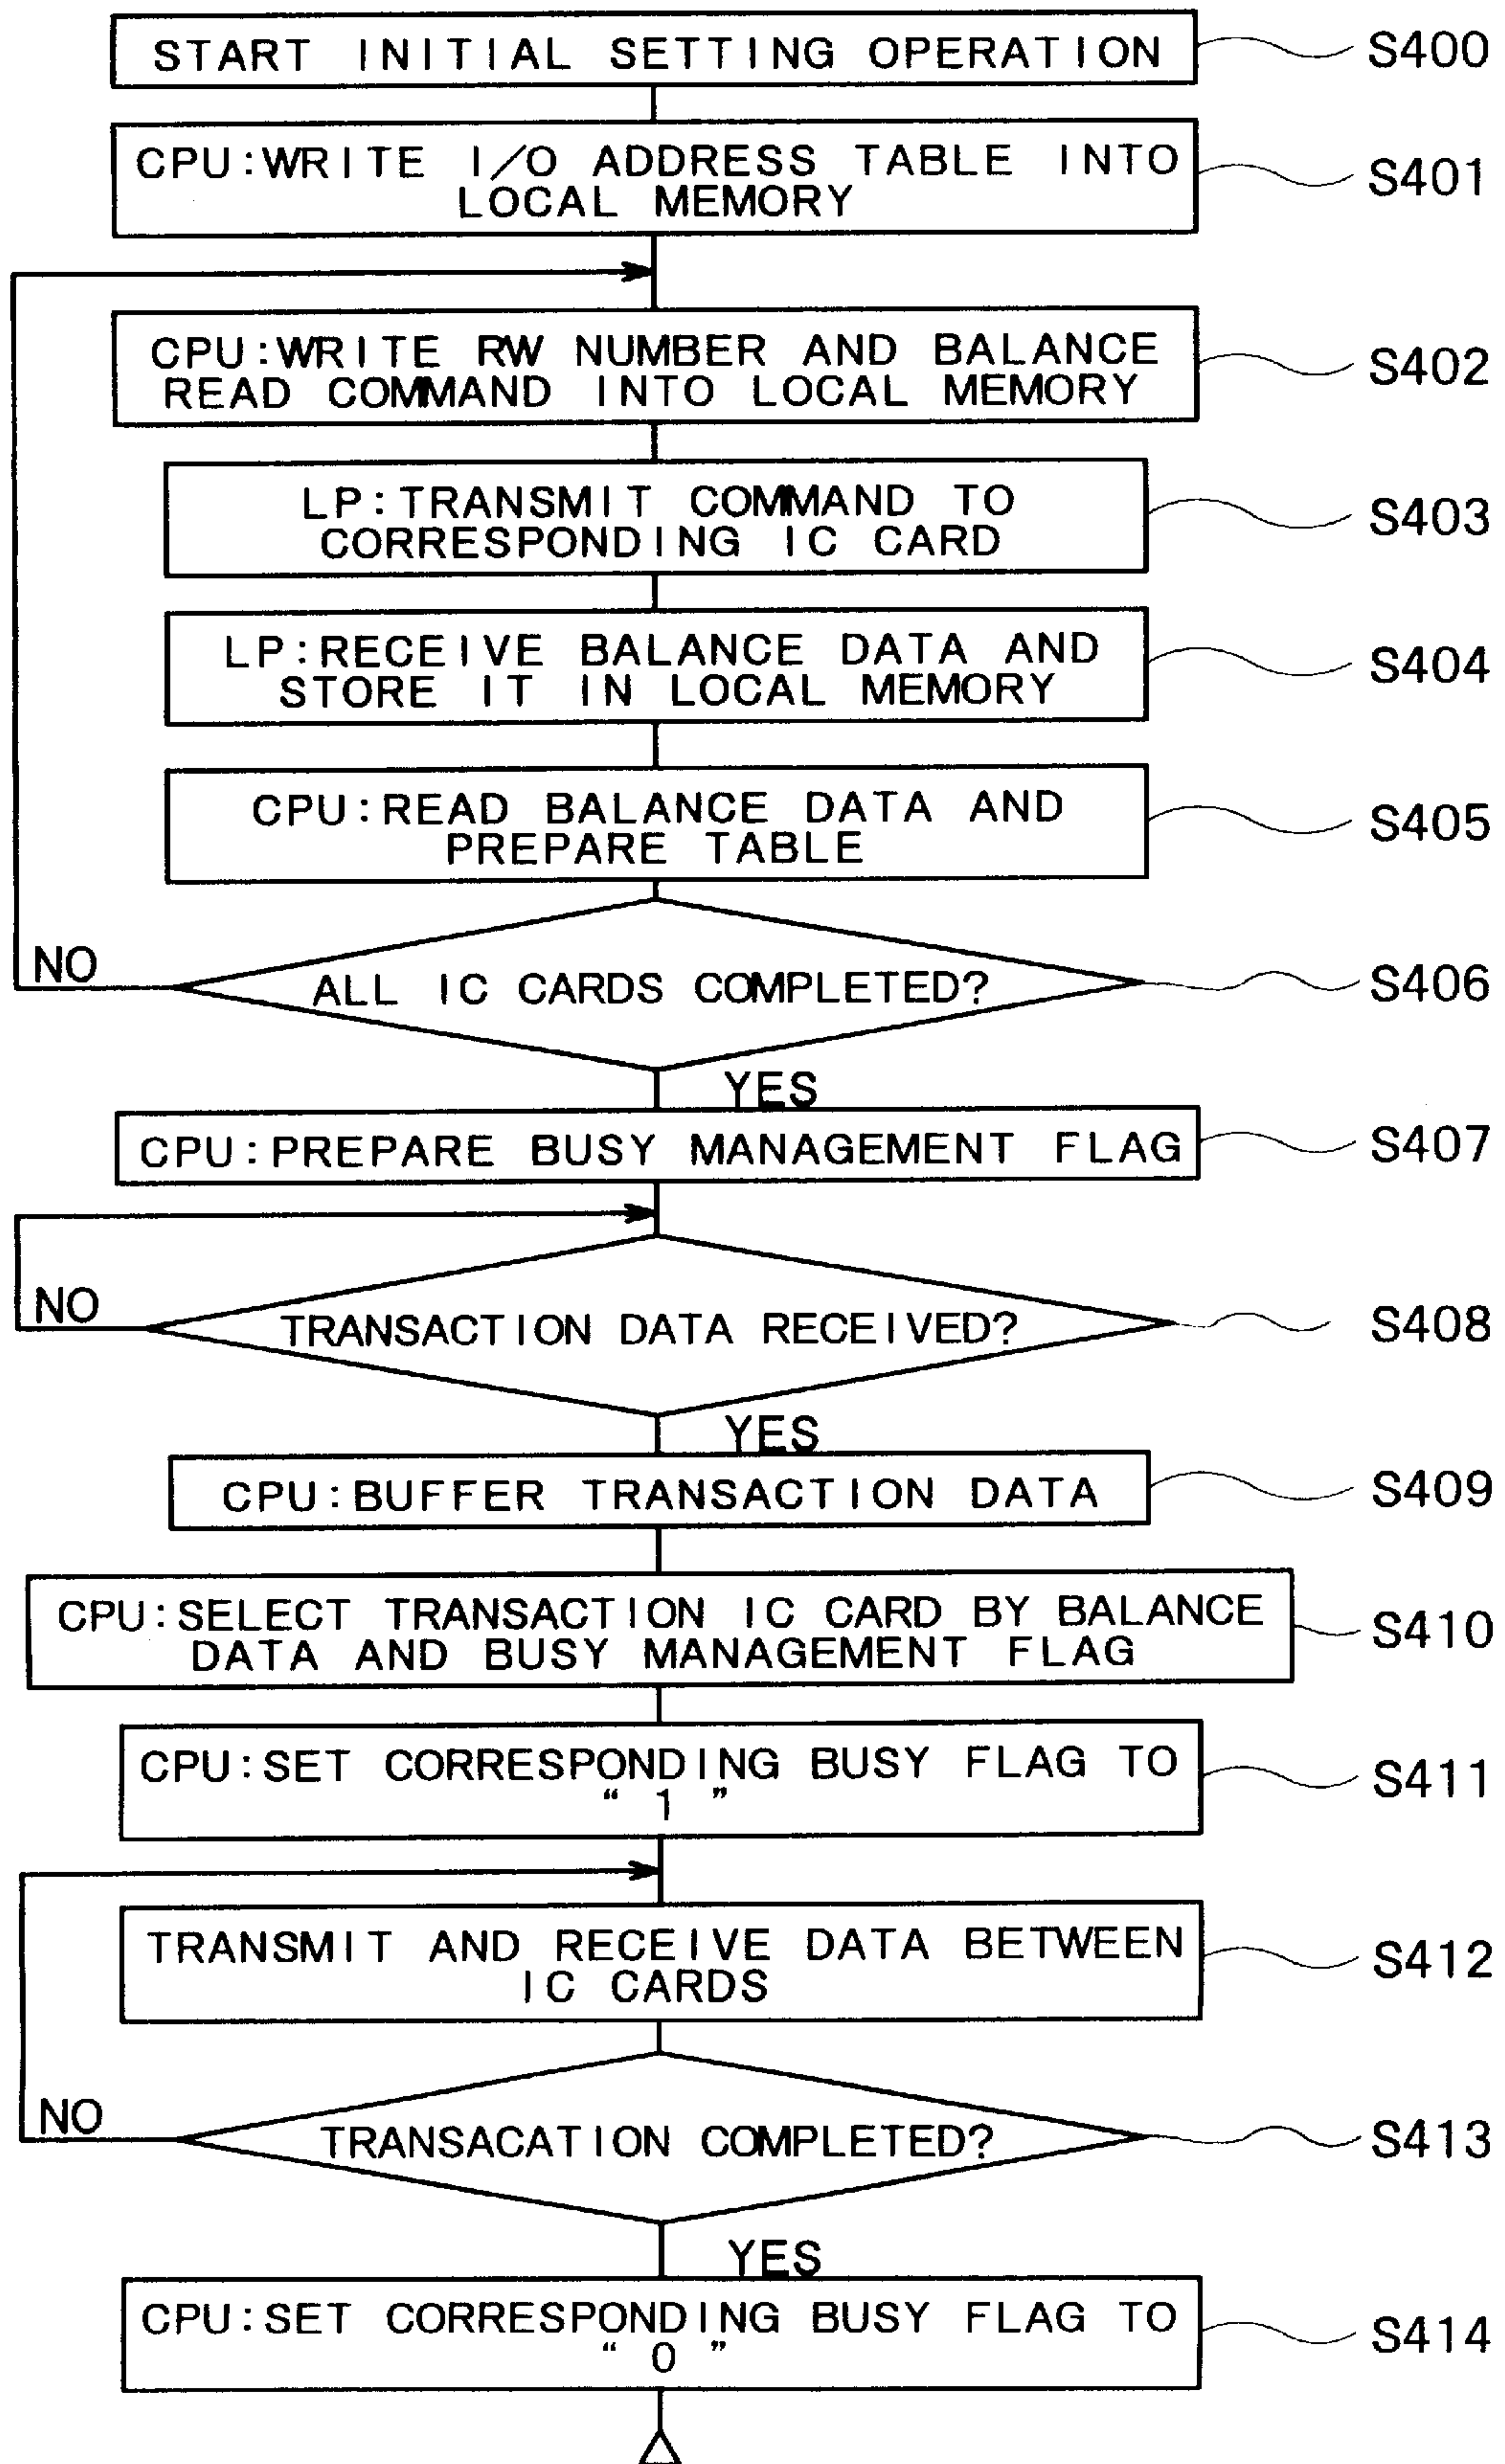 START INITIAL SETTING OPERATION
S400
CPU:WRITE I/O ADDRESS TABLE INTO
LOCAL MEMORY
S401
CPU:WRITE RW NUMBER AND BALANCE
READ COMMAND INTO LOCAL MEMORY
S402
LP:TRANSMIT COMMAND TO
CORRESPONDING IC CARD
S403
LP:RECEIVE BALANCE DATA AND
STORE IT IN LOCAL MEMORY
S404
CPU:READ BALANCE DATA AND
PREPARE TABLE
S405
NO
ALL IC CARDS COMPLETED?
S406
YES
CPU:PREPARE BUSY MANAGEMENT FLAG
S407
NO
TRANSACTION DATA RECEIVED?
S408
YES
CPU:BUFFER TRANSACTION DATA
S409
CPU:SELECT TRANSACTION IC CARD BY BALANCE
DATA AND BUSY MANAGEMENT FLAG
S410
CPU:SET CORRESPONDING BUSY FLAG TO
“ 1 ”
S411
TRANSMIT AND RECEIVE DATA BETWEEN
IC CARDS
S412
NO
TRANSACATION COMPLETED?
S413
YES
CPU:SET CORRESPONDING BUSY FLAG TO
“ 0 ”
S414